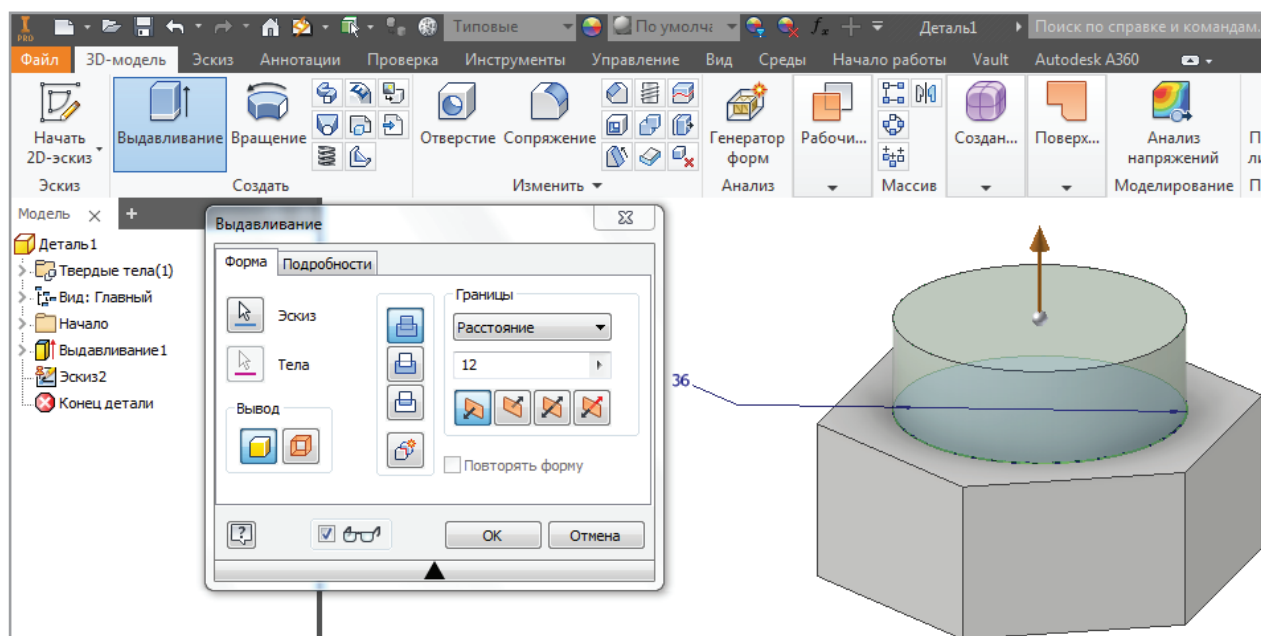 PRO
Типовые
По умолча
fx
Деталь1
Поиск по справке и командам.
Файл 3D-модель Эскиз Аннотации Проверка Инструменты Управление Вид Среды Начало работы Vault Autodesk A360
Начать
2D-эскиз
Выдавливание
Вращение
Отверстие
Сопряжение
Генератор
форм
Рабочи...
Создан...
Поверх...
Анализ
напряжений
Эскиз
Создать
Изменить
Анализ
Массив
Моделирование
Модель
Деталь1
Твердые тела(1)
Вид: Главный
Начало
Выдавливание1
Эскиз2
Конец детали
Выдавливание
Форма
Подробности
Эскиз
Тела
Вывод
Границы
Расстояние
12
Повторять форму
?
OK
Отмена
36